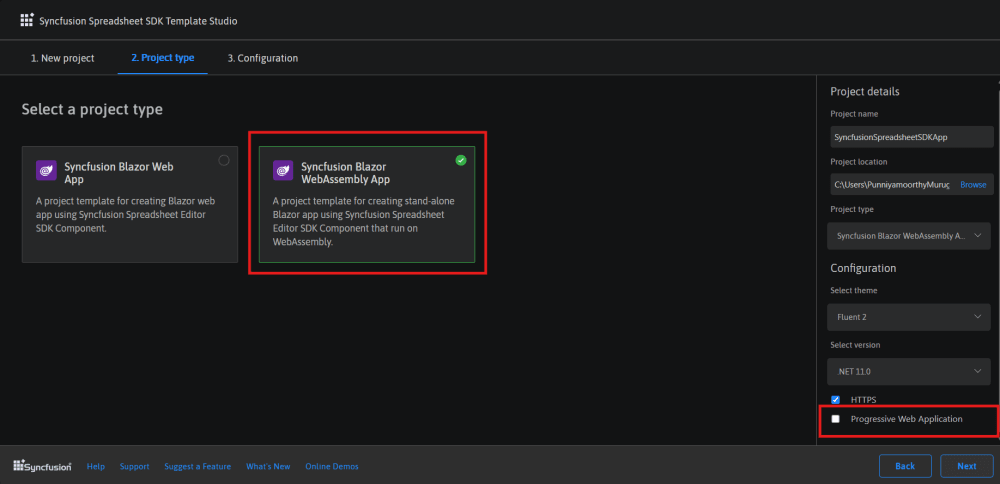 Syncfusion Spreadsheet SDK Template Studio
1. New project
2. Project type
3. Configuration
Select a project type
Syncfusion Blazor Web
App
A project template for creating Blazor web
app using Syncfusion Spreadsheet Editor
SDK Component.
Syncfusion Blazor
WebAssembly App
A project template for creating stand-alone
Blazor app using Syncfusion Spreadsheet
Editor SDK Component that run on
WebAssembly.
Project details
Project name
SyncfusionSpreadsheetSDKApp
Project location
C:\Users\PunniyamoorthyMurug
Browse
Project type
Syncfusion Blazor WebAssembly A...
Configuration
Select theme
Fluent 2
Select version
.NET 11.0
HTTPS
Progressive Web Application
Syncfusion
Help
Support
Suggest a Feature
What's New
Online Demos
Back
Next